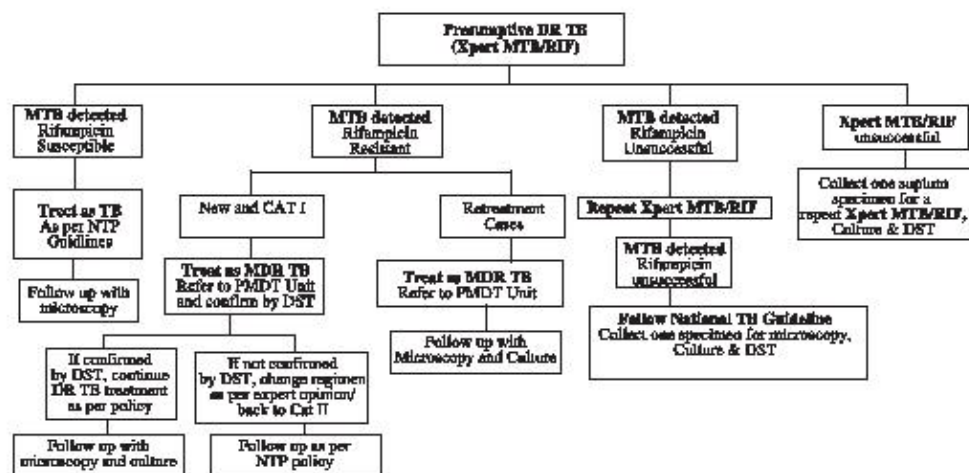 Presumptive DR TB
(Xpert MTB/RIF)
MTB detected
Rifampicin
Susceptible
Treat as TB
As per NTP
Guidlines
Follow up with
microscopy
MTB detected
Rifampicin
Resistant
New and CAT I
Treat as MDR TB
Refer to PMDT Unit
and confirm by DST
If confirmed
by DST, continue
DR TB treatment
as per policy
Follow up with
microscopy and culture
If not confirmed
by DST, change regimen
as per expert opinion/
back to Cat II
Follow up as per
NTP policy
Retreatment
Cases
Treat as MDR TB
Refer to PMDT Unit
Follow up with
Microscopy and Culture
MTB detected
Rifampicin
Unsuccessful
Repeat Xpert MTB/RIF
MTB detected
Rifampicin
unsuccessful
Follow National TB Guideline
Collect one specimen for microscopy,
Culture & DST
Xpert MTB/RIF
unsuccessful
Collect one suptum
specimen for a
repeat Xpert MTB/RIF,
Culture & DST